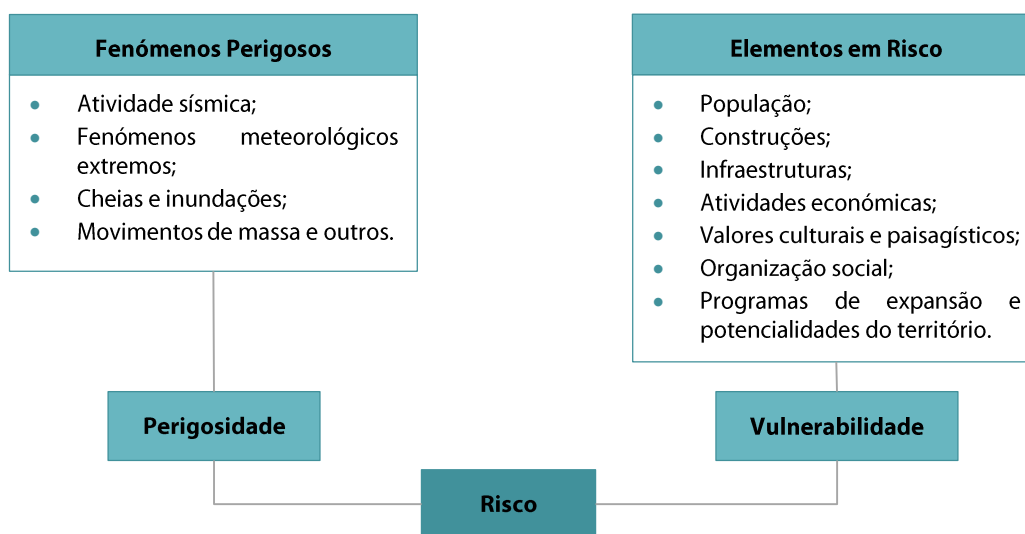 Fenómenos Perigosos
Atividade sísmica;
Fenómenos meteorológicos
extremos;
Cheias e inundações;
Movimentos de massa e outros.
Elementos em Risco
População;
Construções;
Infraestruturas;
Atividades económicas;
Valores culturais e paisagísticos;
Organização social;
Programas de expansão e
potencialidades do território.
Perigosidade
Vulnerabilidade
Risco